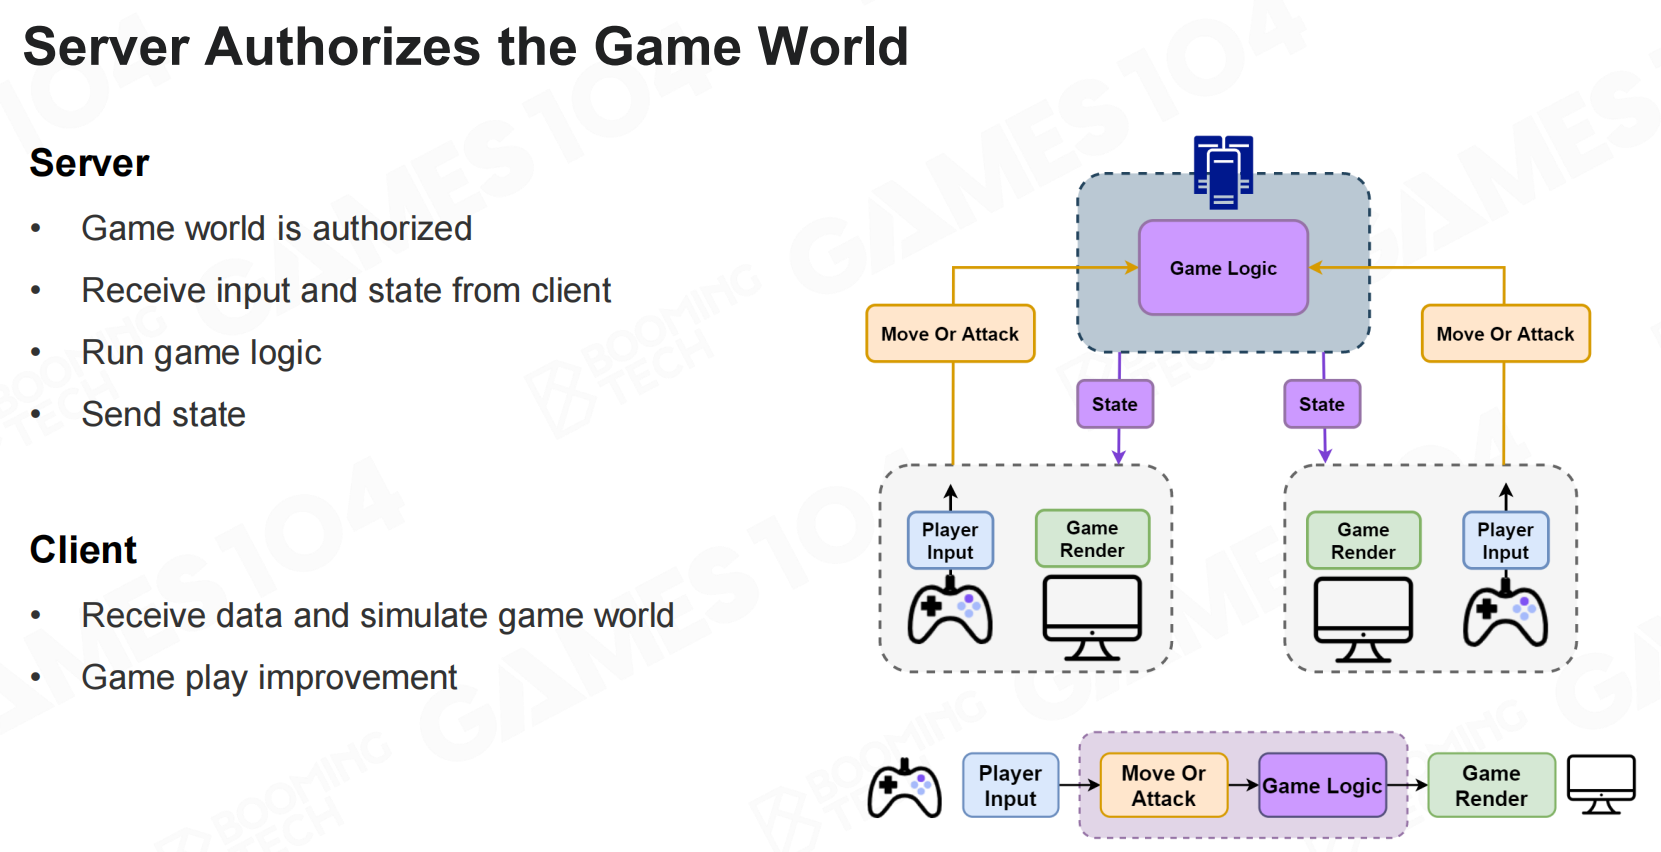 Server Authorizes the Game World
Server
• Game world is authorized
• Receive input and state from client
• Run game logic
• Send state
Client
• Receive data and simulate game world
• Game play improvement
Game Logic
Move Or Attack
Move Or Attack
State
State
Player
Input
Game
Render
Game
Render
Player
Input
Player
Input
Move Or
Attack
Game Logic
Game
Render
GAMES104
BOOMING
TECH